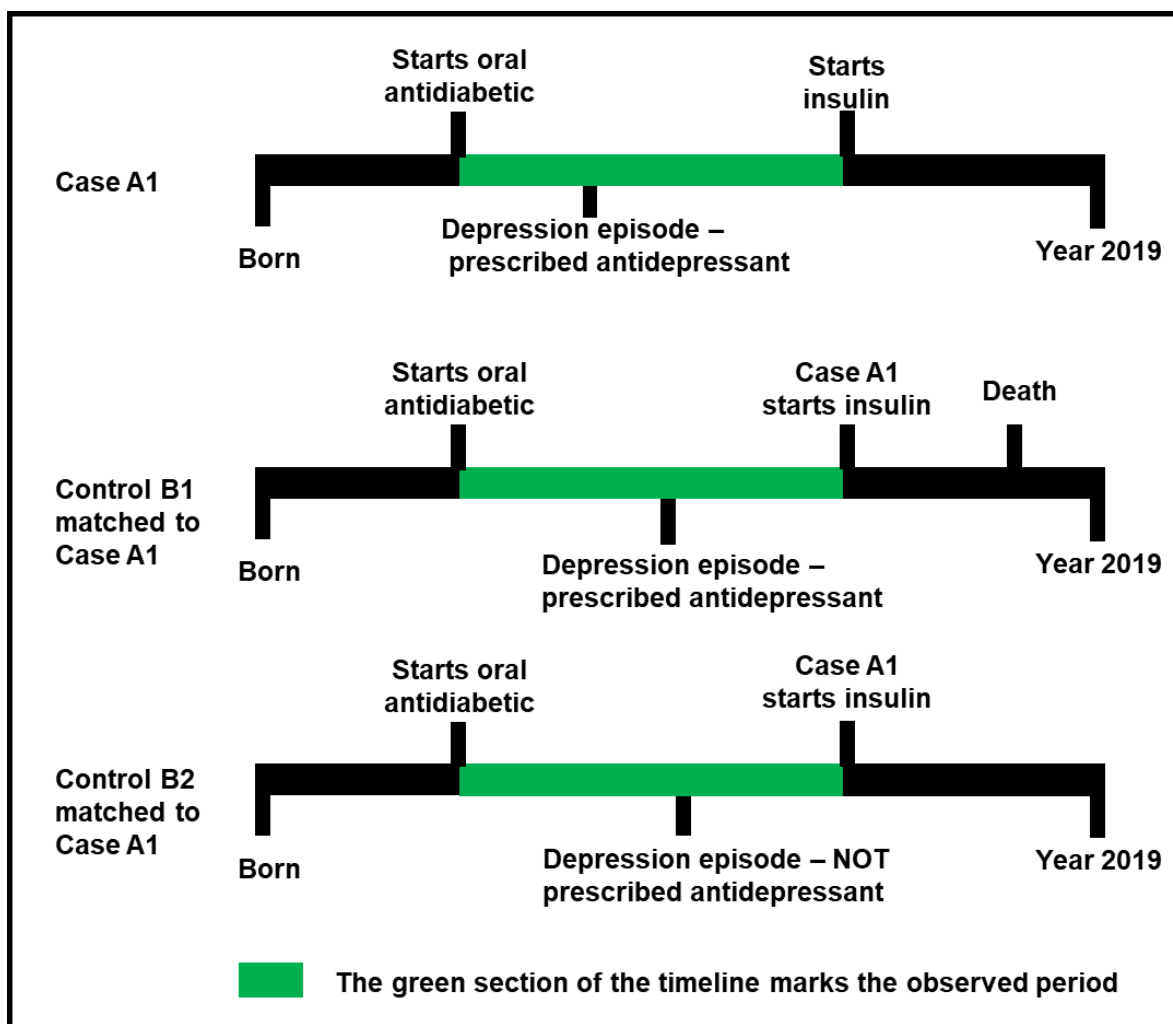 Starts oral
antidiabetic
Starts
insulin
Case A1
Born
Depression episode –
prescribed antidepressant
Year 2019
Starts oral
antidiabetic
Case A1
starts insulin
Death
Control B1
matched to
Case A1
Born
Depression episode –
prescribed antidepressant
Year 2019
Starts oral
antidiabetic
Case A1
starts insulin
Control B2
matched to
Case A1
Born
Depression episode – NOT
prescribed antidepressant
Year 2019
The green section of the timeline marks the observed period